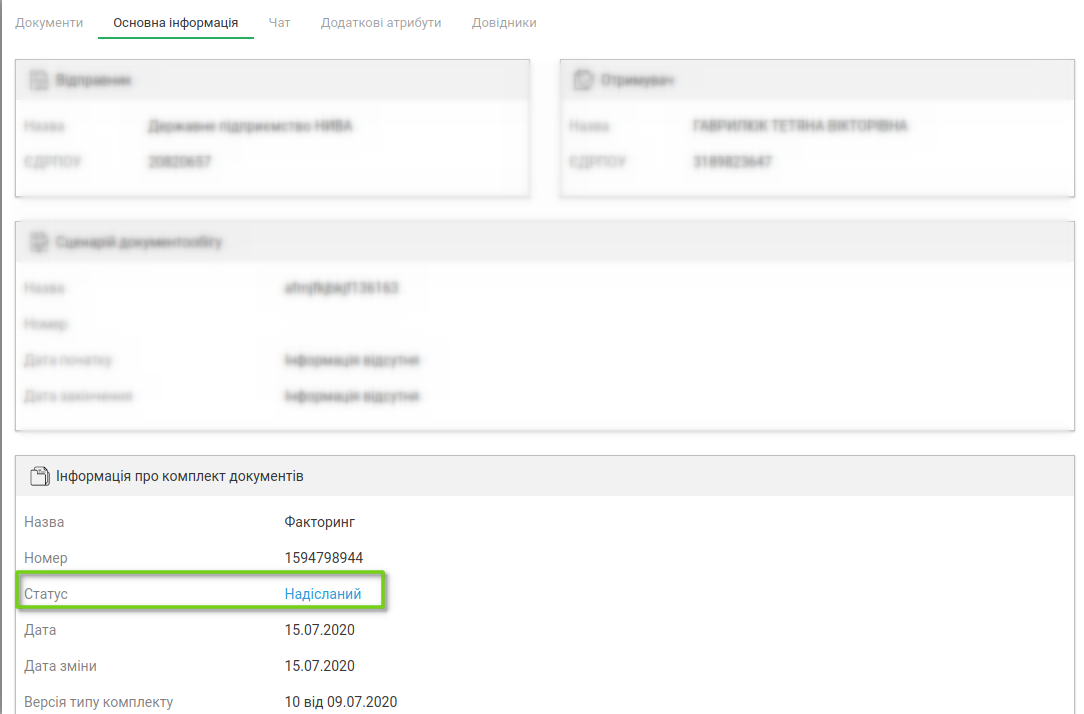 Документи Основна інформація Чат Додаткові атрибути Довідники
Відправник
Отримувач
Назва Державне підприємство НИВА
Назва ГАВРИЛЮК ТЕТЯНА ВІКТОРІВНА
ЄДРПОУ
ЄДРПОУ
Сценарій документообігу
Назва
Номер
Дата початку Інформація відсутня
Дата закінчення Інформація відсутня
Інформація про комплект документів
Назва Факторинг
Номер 1594798944
Статус Надісланий
Дата 15.07.2020
Дата зміни 15.07.2020
Версія типу комплекту 10 від 09.07.2020